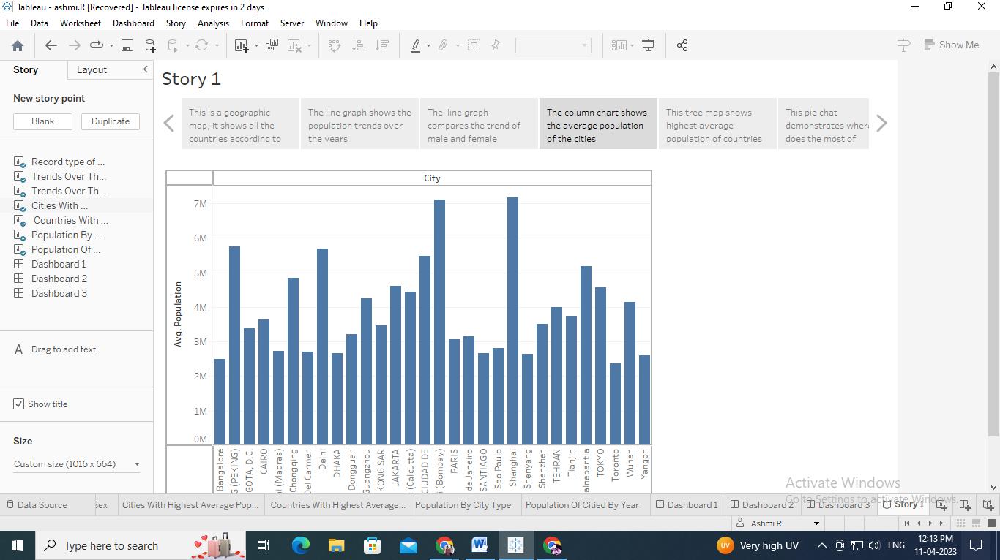 Tableau - ashmi.R [Recovered] - Tableau license expires in 2 days
File Data Worksheet Dashboard Story Analysis Format Server Window Help
Show Me
Story Layout
New story point
Blank Duplicate
Record type of ...
Trends Over Th...
Trends Over Th...
Cities With ...
Countries With ...
Population By ...
Population Of ...
Dashboard 1
Dashboard 2
Dashboard 3
A Drag to add text
Show title
Size
Custom size (1016 x 664)
Story 1
This is a geographic
map, it shows all the
countries according to
The line graph shows the
population trends over
the years
The line graph
compares the trend of
male and female
The column chart shows
the average population
of the cities
This tree map shows
highest average
population of countries
This pie chat
demonstrates where
does the most of
City
Avg. Population
7M
6M
5M
4M
3M
2M
1M
0M
Bangalore
G (PEKING)
GOTA, D.C.
CAIRO
ai (Madras)
Chongqing
Del Carmen
Delhi
DHAKA
Dongguan
Guangzhou
KONG SAR
JAKARTA
(Calcutta)
CIUDAD DE
i (Bombay)
PARIS
de Janeiro
SANTIAGO
Sao Paulo
Shanghai
Shenyang
Shenzhen
TEHRAN
Tianjin
alnepantla
TOKYO
Toronto
Wuhan
Yangon
Activate Windows
Go to Settings to activate Windows.
Data Source Sex Cities With Highest Average Pop... Countries With Highest Average... Population By City Type Population Of Citied By Year Dashboard 1 Dashboard 2 Dashboard 3 Story 1
Ashmi R
Type here to search
UV Very high UV ENG
12:13 PM
11-04-2023